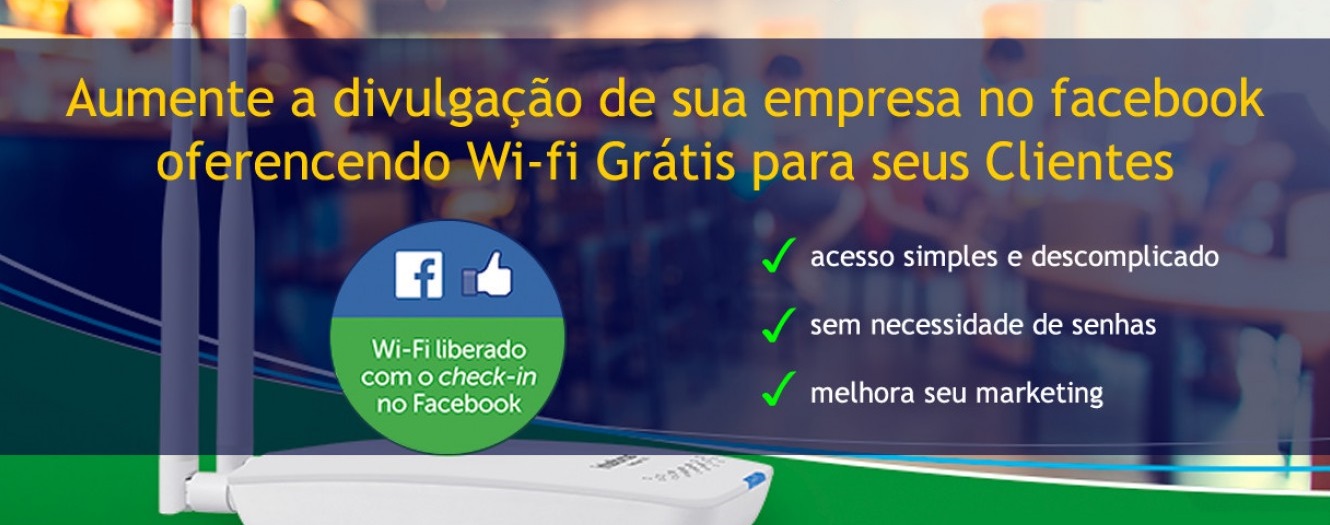 Aumente a divulgação de sua empresa no facebook
oferencendo Wi-fi Grátis para seus Clientes
f
Wi-Fi liberado
com o check-in
no Facebook
acesso simples e descomplicado
sem necessidade de senhas
melhora seu marketing